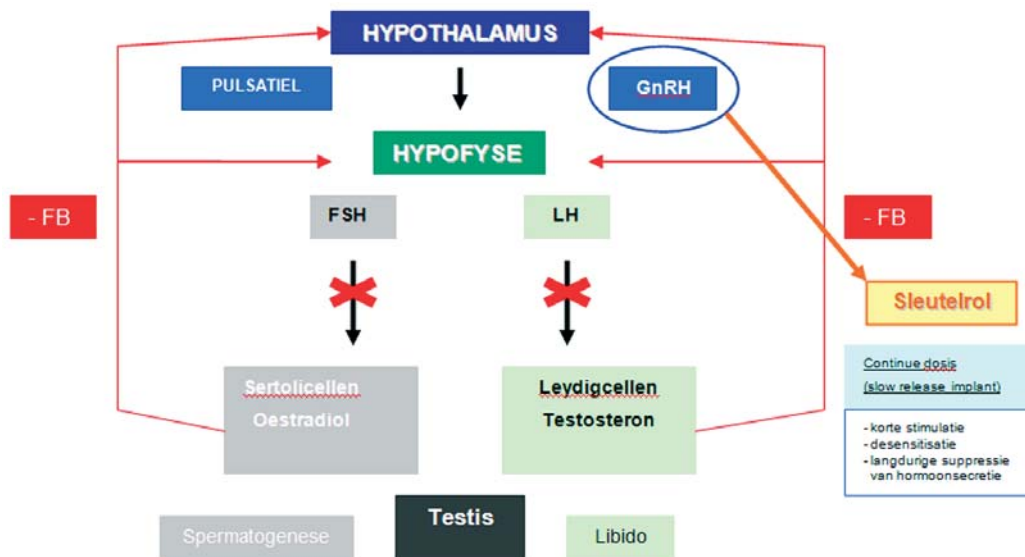 HYPOTHALAMUS
PULSATIEL
GnRH
HYPOFYSE
- FB
FSH
LH
- FB
Sleutelrol
Sertolicellen
Oestradiol
Leydigcellen
Testosteron
Continue dosis
(slow release implant)
- korte stimulatie
- desensitisatie
- langdurige suppressie
van hormoonsecretie
Spermatogenese
Testis
Libido